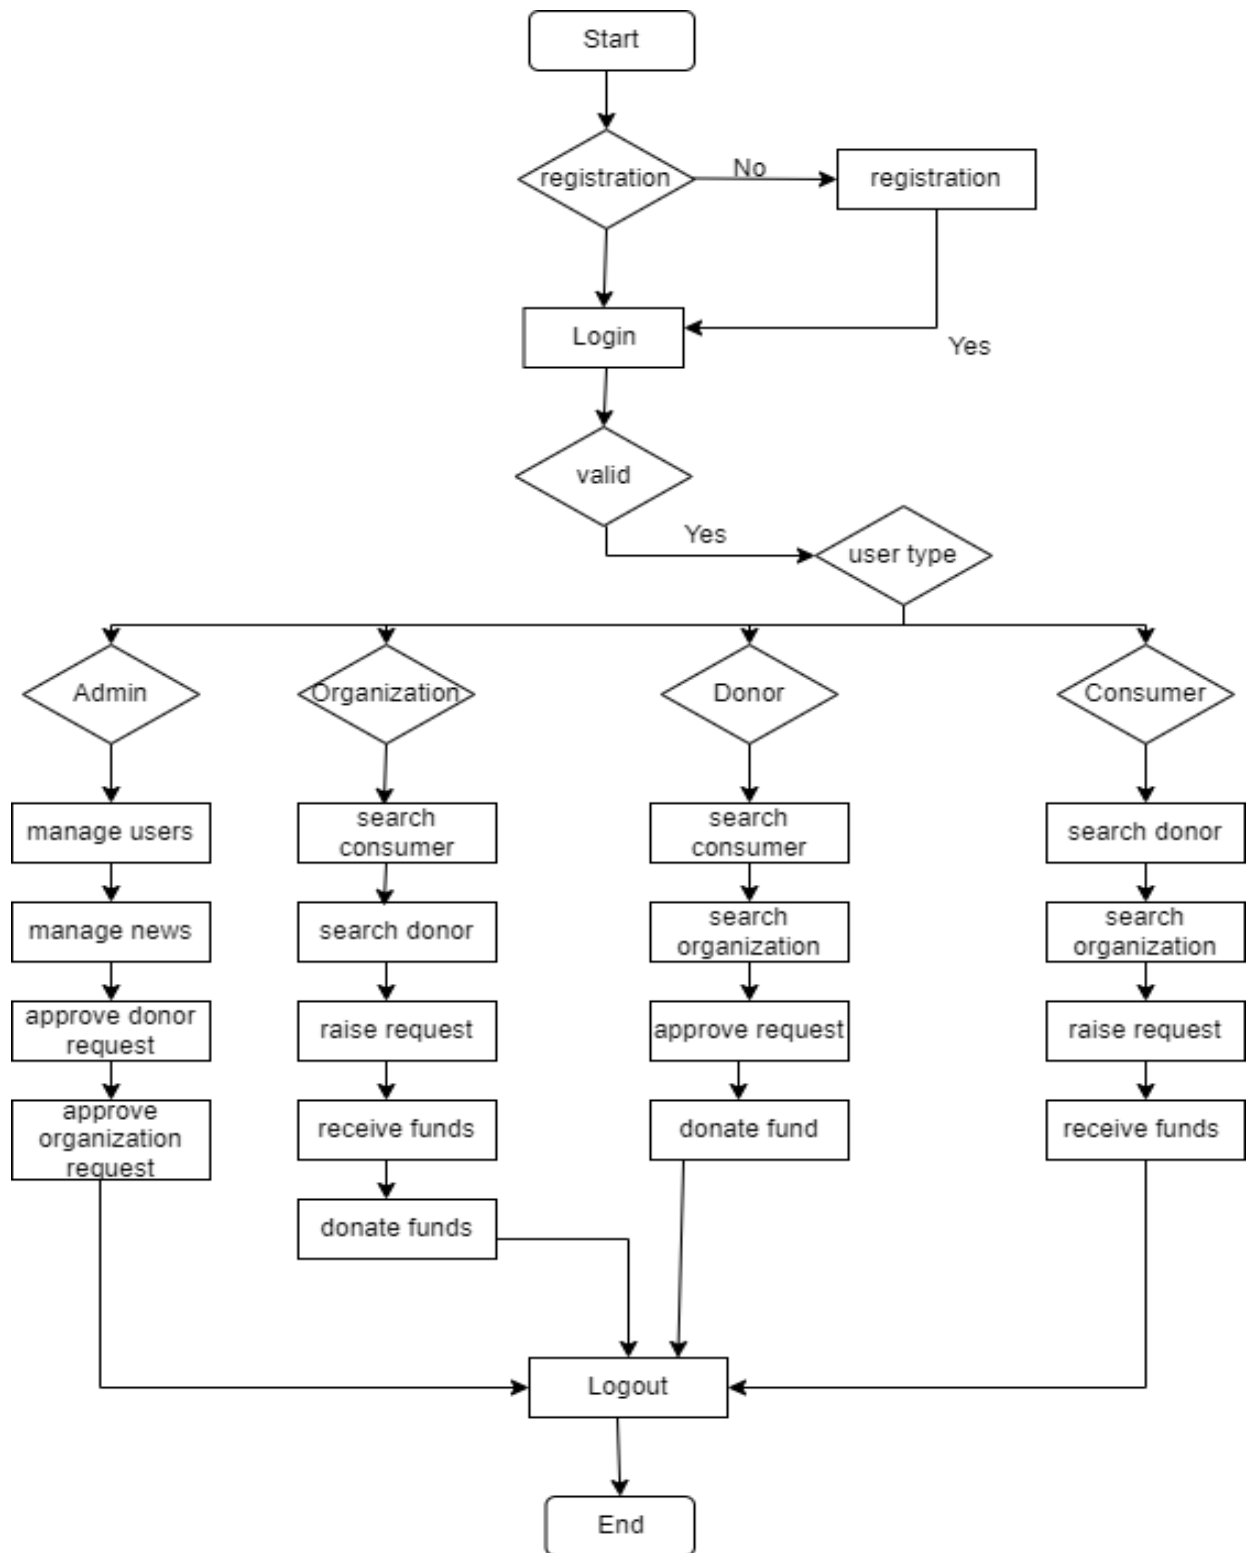 Start
registration
No
registration
Login
Yes
valid
Yes
user type
Admin
Organization
Donor
Consumer
manage users
search
consumer
search
consumer
search donor
manage news
search donor
search
organization
search
organization
approve donor
request
raise request
approve request
raise request
approve
organization
request
receive funds
donate fund
receive funds
donate funds
Logout
End